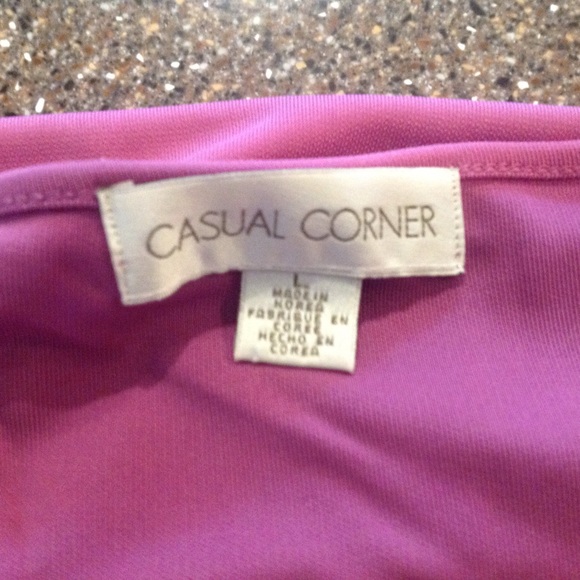 CASUAL CORNER
L
MADE IN
KOREA
FABRIQUE EN
COREE
HECHO EN
COREA